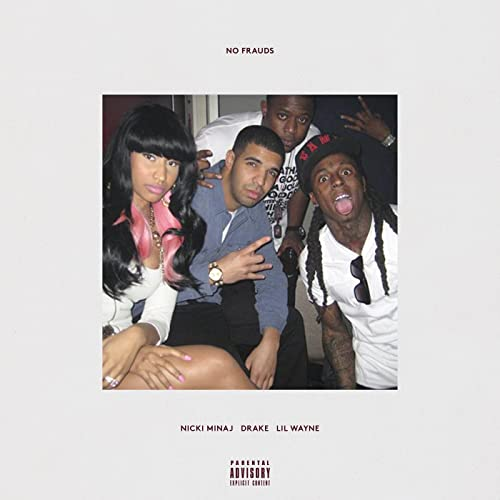 NO FRAUDS
NICKI MINAJ DRAKE LIL WAYNE
PARENTAL
ADVISORY
EXPLICIT CONTENT